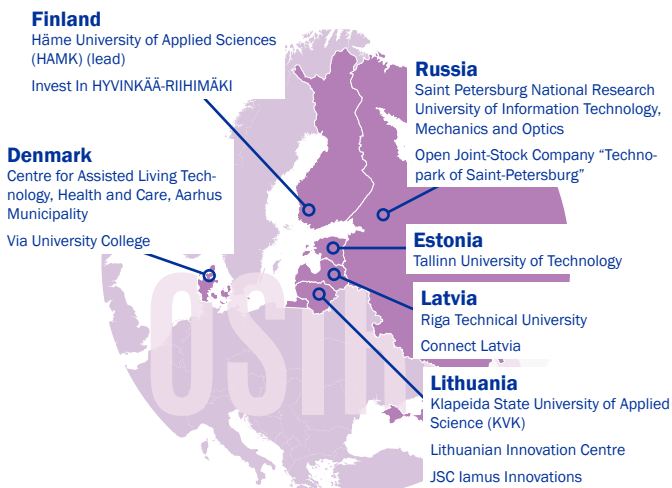 Finland
Häme University of Applied Sciences
(HAMK) (lead)
Invest In HYVINKÄÄ-RIIHIMÄKI
Russia
Saint Petersburg National Research
University of Information Technology,
Mechanics and Optics
Open Joint-Stock Company “Techno-
park of Saint-Petersburg”
Denmark
Centre for Assisted Living Tech-
nology, Health and Care, Aarhus
Municipality
Via University College
Estonia
Tallinn University of Technology
Latvia
Riga Technical University
Connect Latvia
Lithuania
Klapeida State University of Applied
Science (KVK)
Lithuanian Innovation Centre
JSC Iamus Innovations